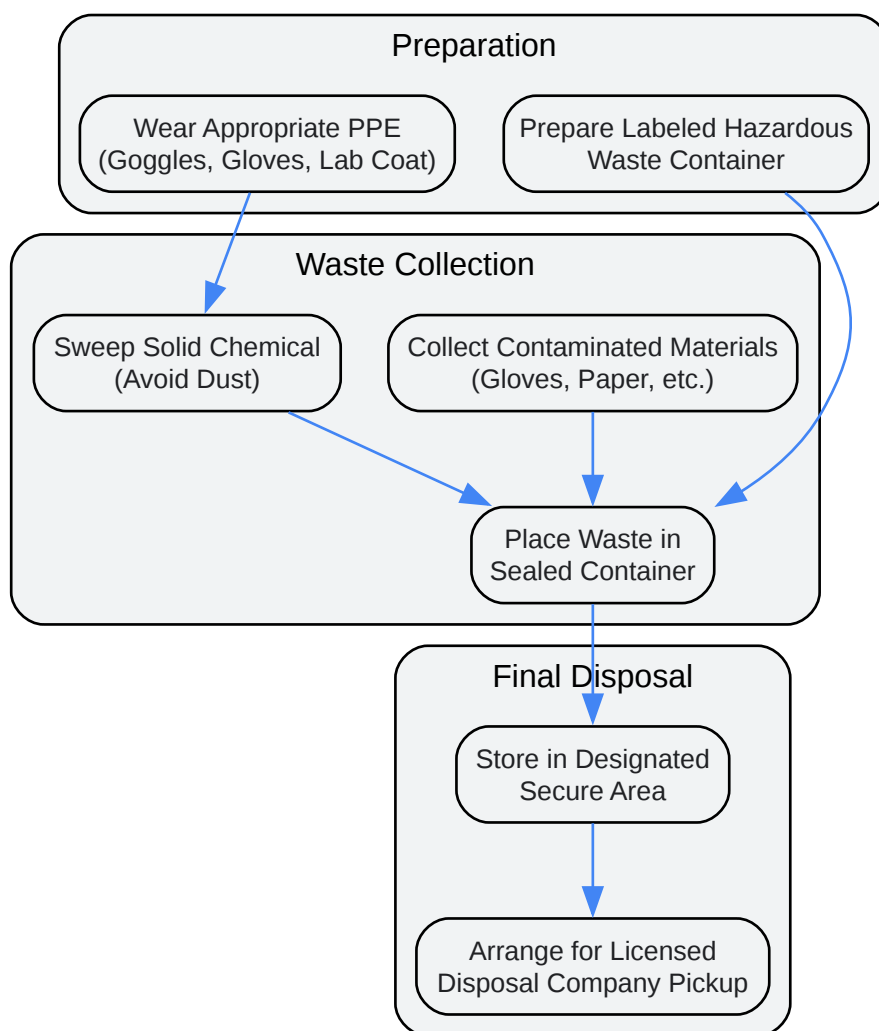 Preparation
Wear Appropriate PPE
(Goggles, Gloves, Lab Coat)
Prepare Labeled Hazardous
Waste Container
Waste Collection
Sweep Solid Chemical
(Avoid Dust)
Collect Contaminated Materials
(Gloves, Paper, etc.)
Place Waste in
Sealed Container
Final Disposal
Store in Designated
Secure Area
Arrange for Licensed
Disposal Company Pickup